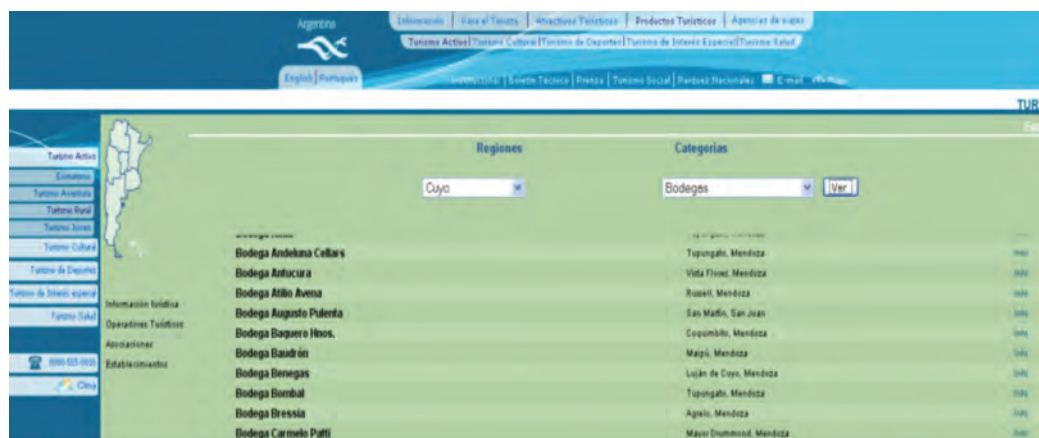 Argentina
Información | Para el Turista | Atractivos Turísticos | Productos Turísticos | Agencias de viajes
Turismo Activo|Turismo Cultural|Turismo de Deportes|Turismo de Interés Especial|Turismo Salud
English|Portugués
Institucional | Boletín Técnico | Prensa | Turismo Social | Parques Nacionales E-mail
TUR
Regiones Categorías
Cuyo Bodegas Ver
Turismo Activo
Ecoturismo
Turismo Aventura
Turismo Rural
Turismo Joven
Turismo Cultural
Turismo de Deportes
Turismo de Interés especial
Turismo Salud
Clima
Información turística
Operadores Turísticos
Asociaciones
Establecimientos
Bodega Andeluna Cellars Tupungato, Mendoza
Bodega Antucura Vista Flores, Mendoza
Bodega Atilio Avena Russell, Mendoza
Bodega Augusto Pulenta San Martín, San Juan
Bodega Baquero Hnos. Coquimbito, Mendoza
Bodega Baudrón Maipú, Mendoza
Bodega Benegas Luján de Cuyo, Mendoza
Bodega Bombal Tupungato, Mendoza
Bodega Bressia Agrelo, Mendoza
Bodega Carmelo Patti Mayor Drummond, Mendoza